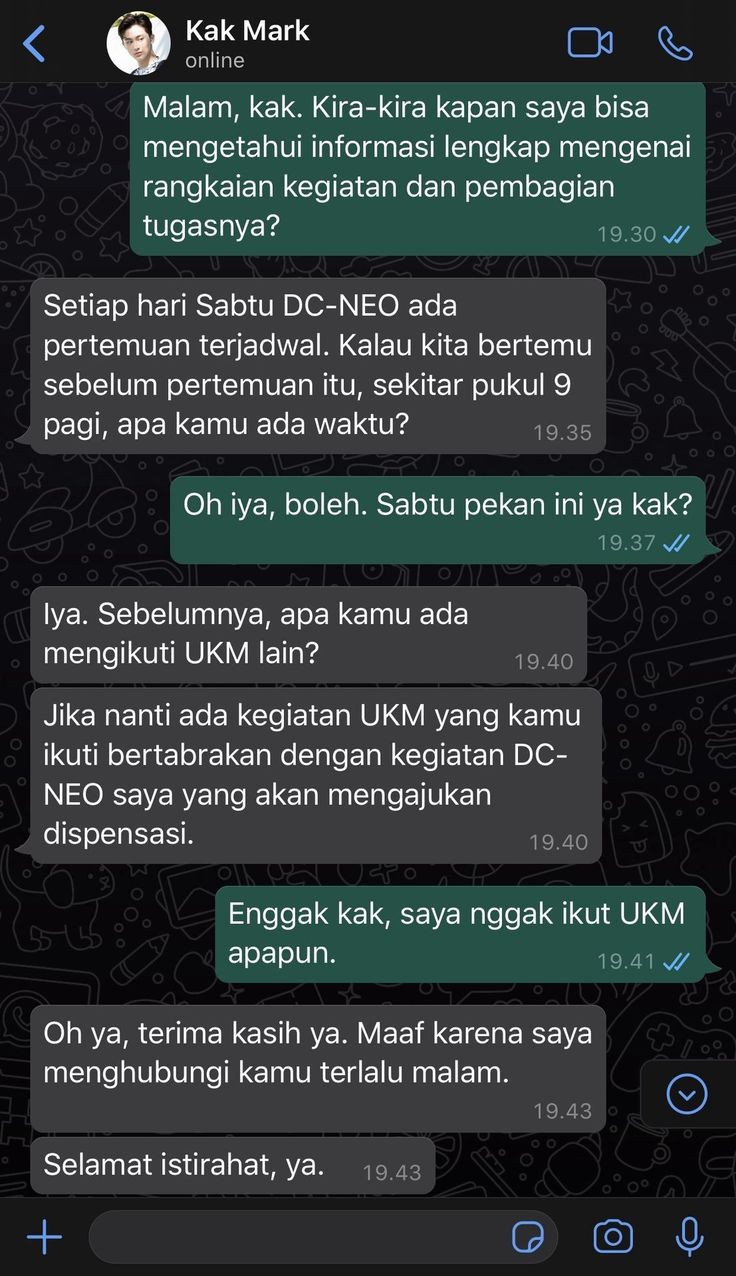 Kak Mark
online
Malam, kak. Kira-kira kapan saya bisa
mengetahui informasi lengkap mengenai
rangkaian kegiatan dan pembagian
tugasnya?
19.30
Setiap hari Sabtu DC-NEO ada
pertemuan terjadwal. Kalau kita bertemu
sebelum pertemuan itu, sekitar pukul 9
pagi, apa kamu ada waktu?
19.35
Oh iya, boleh. Sabtu pekan ini ya kak?
19.37
Iya. Sebelumnya, apa kamu ada
mengikuti UKM lain?
19.40
Jika nanti ada kegiatan UKM yang kamu
ikuti bertabrakan dengan kegiatan DC-
NEO saya yang akan mengajukan
dispensasi.
19.40
Enggak kak, saya nggak ikut UKM
apapun.
19.41
Oh ya, terima kasih ya. Maaf karena saya
menghubungi kamu terlalu malam.
19.43
Selamat istirahat, ya.
19.43